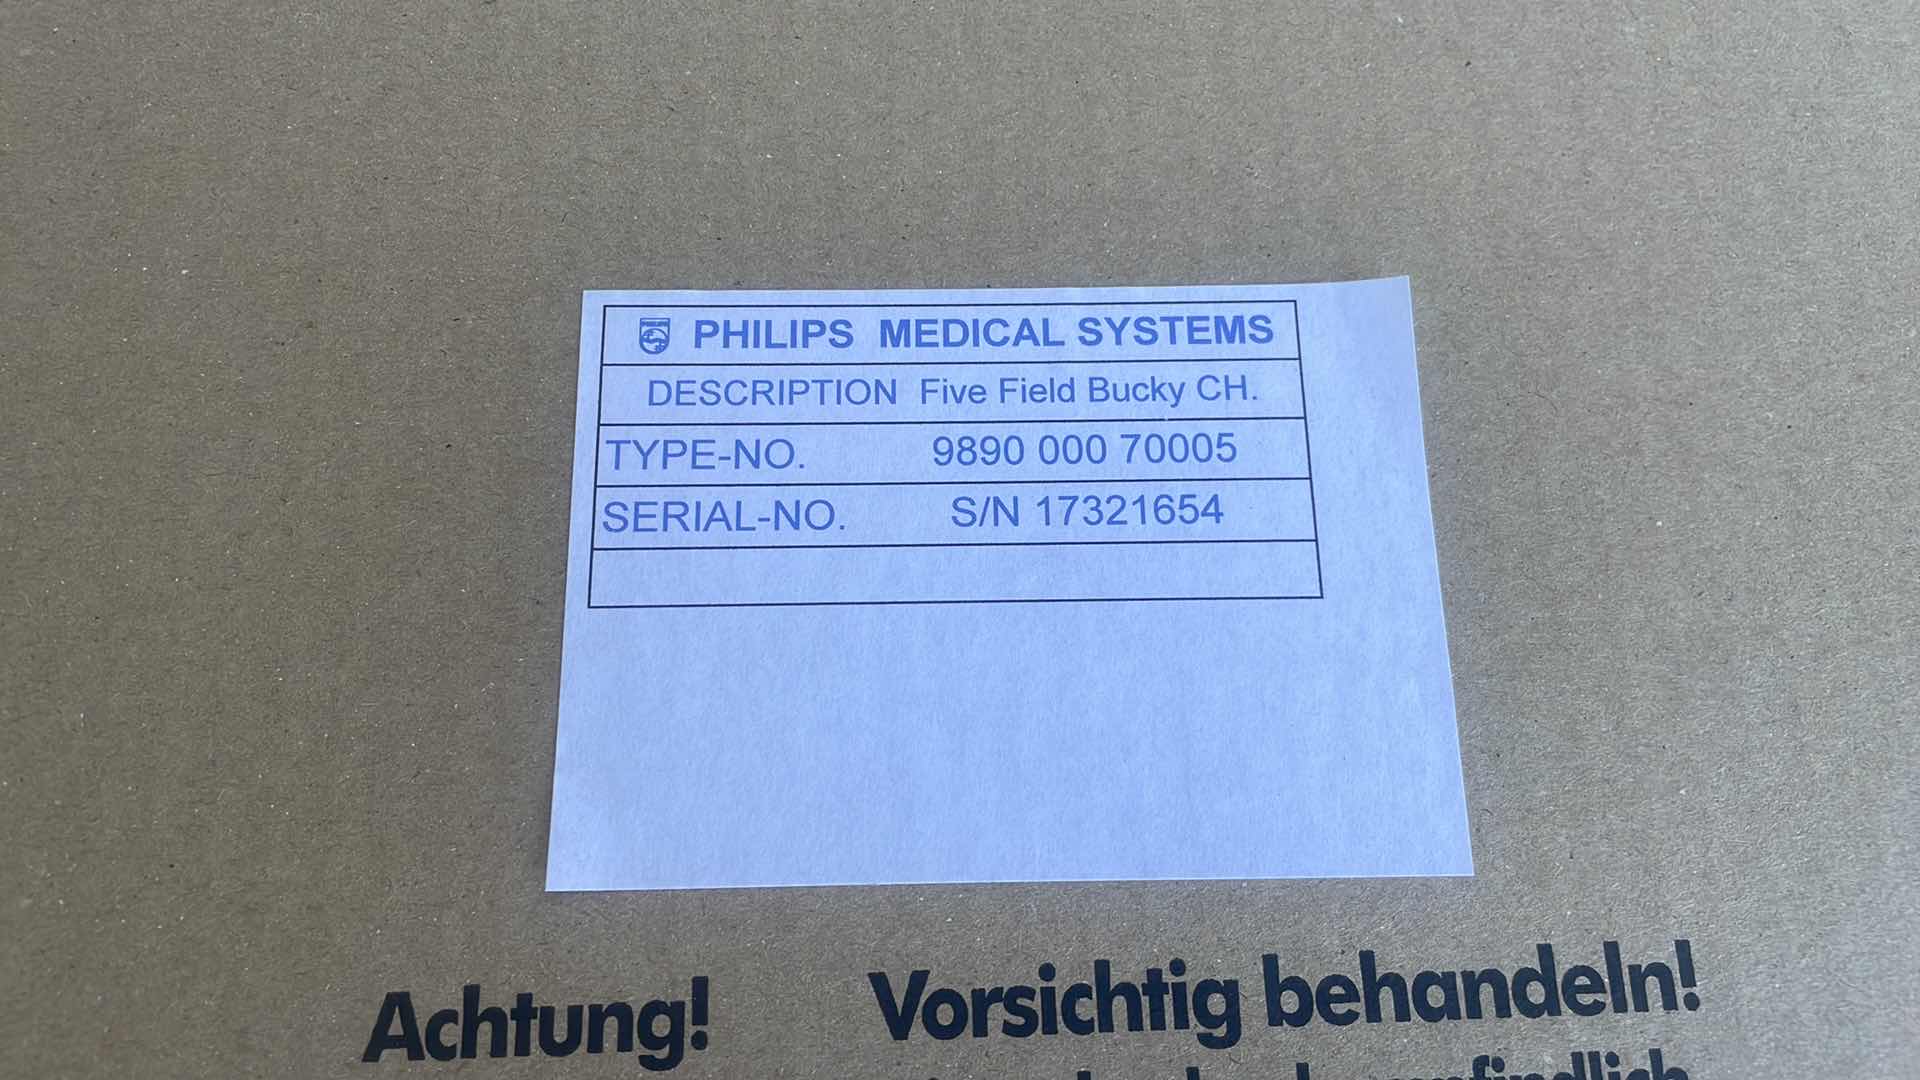 PHILIPS MEDICAL SYSTEMS
DESCRIPTION Five Field Bucky CH.
TYPE-NO. 9890 000 70005
SERIAL-NO. S/N 17321654
Achtung! Vorsichtig behandeln!